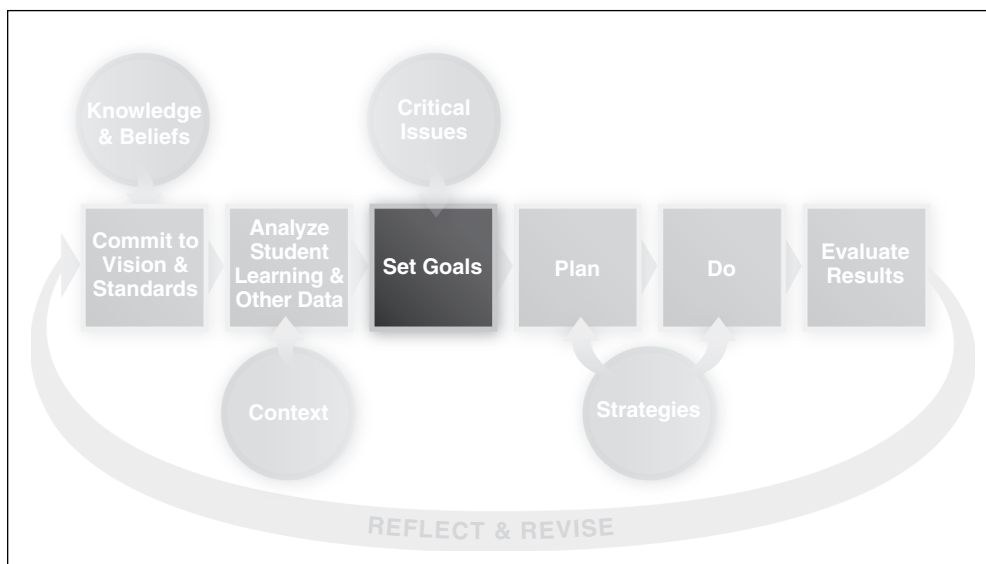 Knowledge
& Beliefs
Critical
Issues
Commit to
Vision &
Standards
Analyze
Student
Learning &
Other Data
Set Goals
Plan
Do
Evaluate
Results
Context
Strategies
REFLECT & REVISE